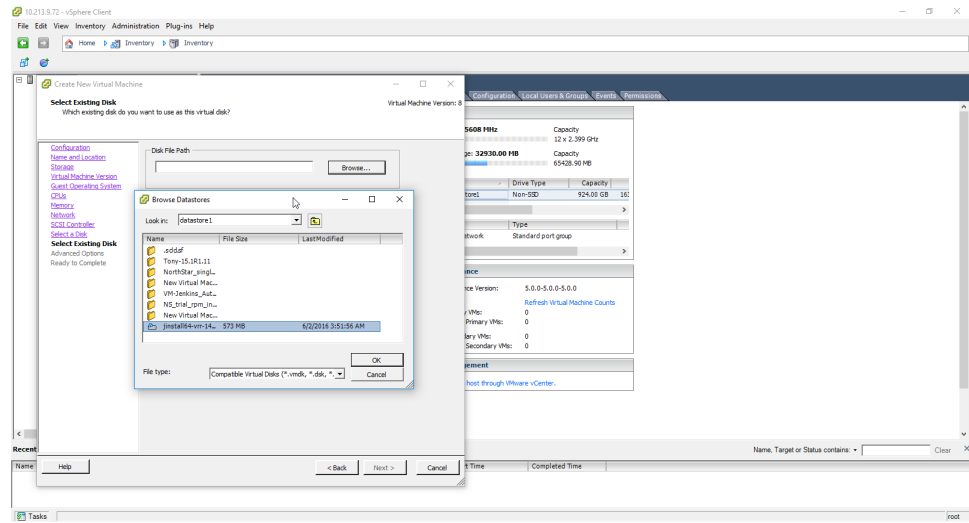 10.213.9.72 - vSphere Client
File Edit View Inventory Administration Plug-ins Help
Home Inventory Inventory
Create New Virtual Machine
Select Existing Disk
Which existing disk do you want to use as this virtual disk?
Virtual Machine Version: 8
Configuration
Name and Location
Storage
Virtual Machine Version
Guest Operating System
CPUs
Memory
Network
SCSI Controller
Select a Disk
Select Existing Disk
Advanced Options
Ready to Complete
Disk File Path
Browse...
Browse Datastores
Look in: datastore1
Name File Size Last Modified
.sddsf
Tony-15.1R1.11
NorthStar_singl...
New Virtual Mac...
VM-Jenkins_Aut...
NS_trial_rpm_in...
New Virtual Mac...
jinstall64-vrr-14... 573 MB 6/2/2016 3:51:56 AM
OK
File type: Compatible Virtual Disks (*.vmdk, *.dsk, *.
Cancel
Help < Back Next > Cancel
Configuration Local Users & Groups Events Permissions
5608 MHz Capacity
12 x 2.399 GHz
ge: 32930.00 MB Capacity
65428.90 MB
Drive Type Capacity
tore1 Non-SSD 924.00 GB 163
Type
etwork Standard port group
ance
nce Version: 5.0.0-5.0.0-5.0.0
Refresh Virtual Machine Counts
y VMs: 0
Primary VMs: 0
dary VMs: 0
Secondary VMs: 0
gement
host through VMware vCenter.
Recent
Name, Target or Status contains: Clear
Name t Time Completed Time
Tasks root